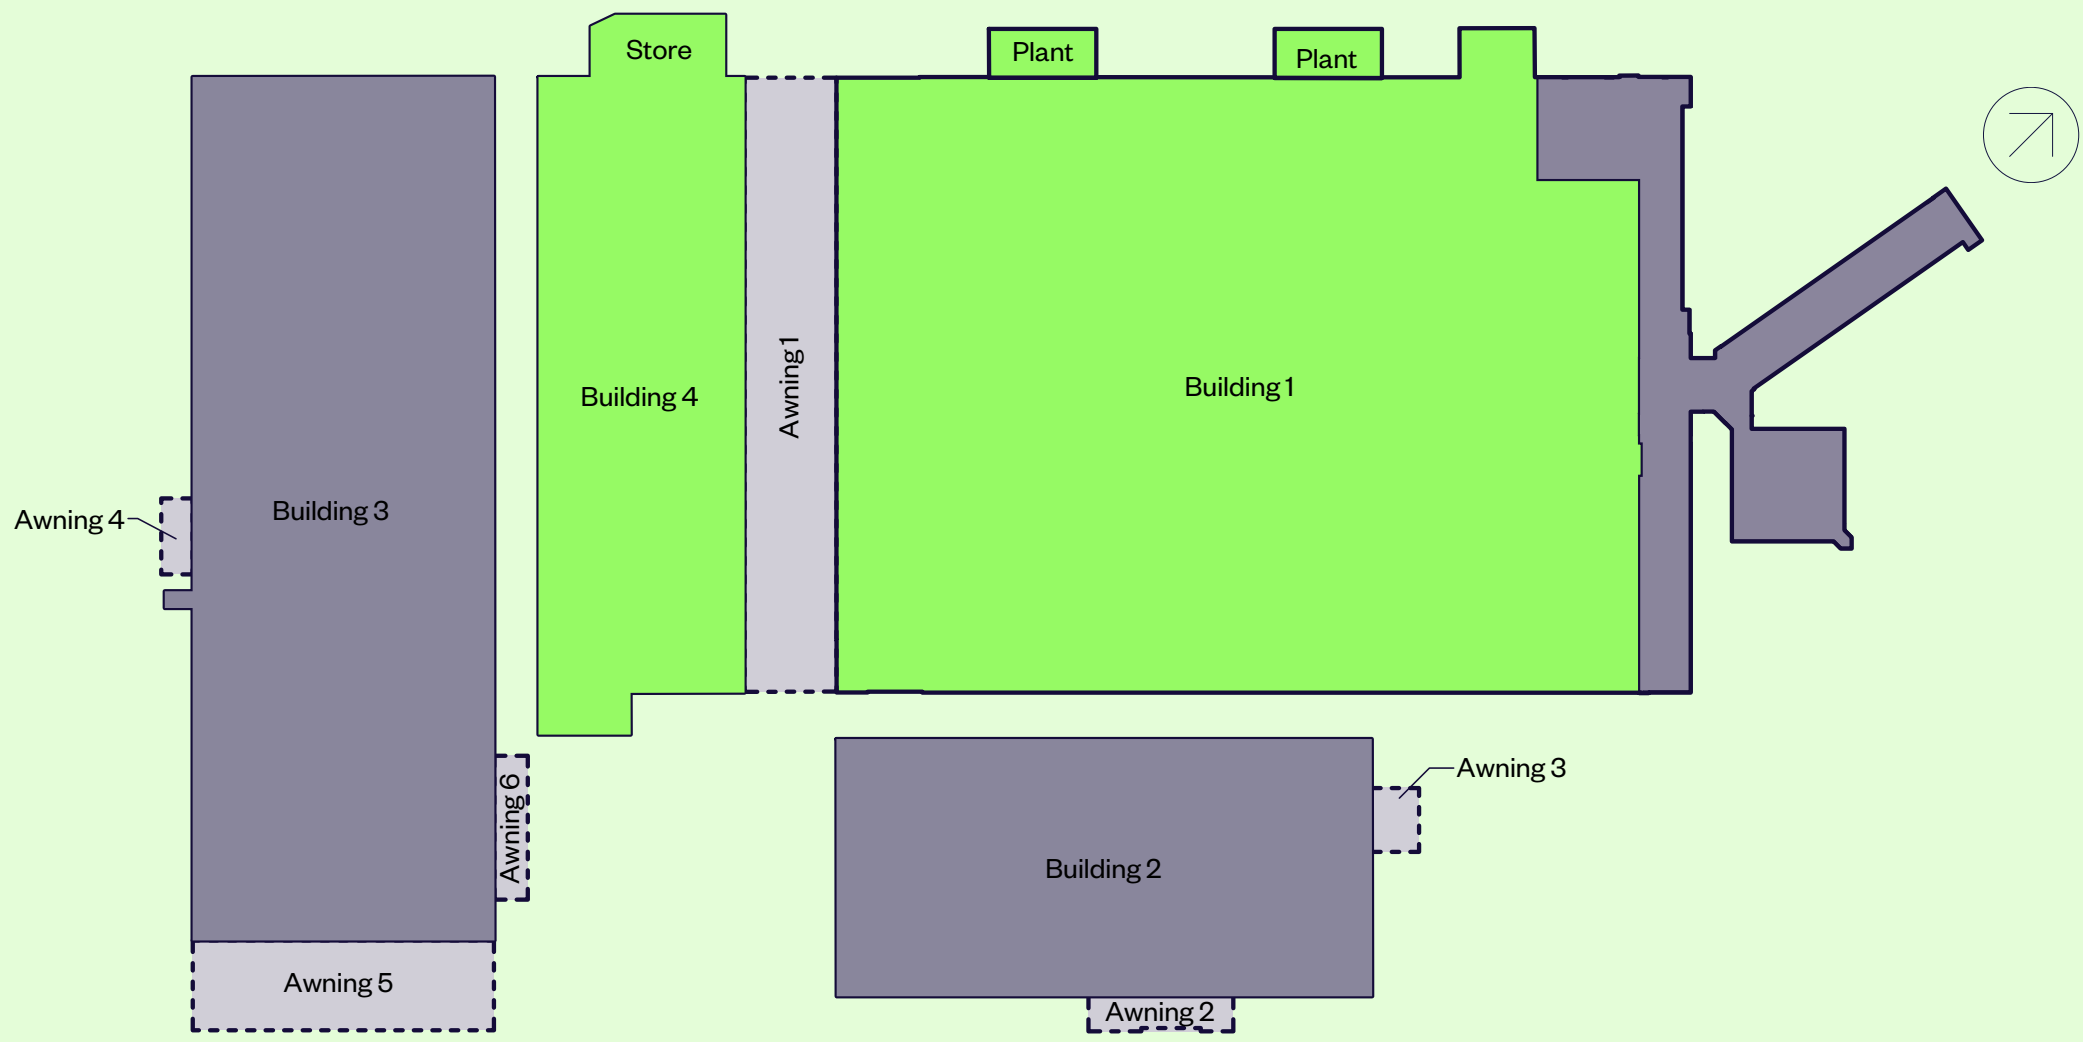 Store
Plant
Plant
Building 4
Awning 1
Building 1
Building 3
Awning 4
Awning 6
Awning 3
Building 2
Awning 5
Awning 2